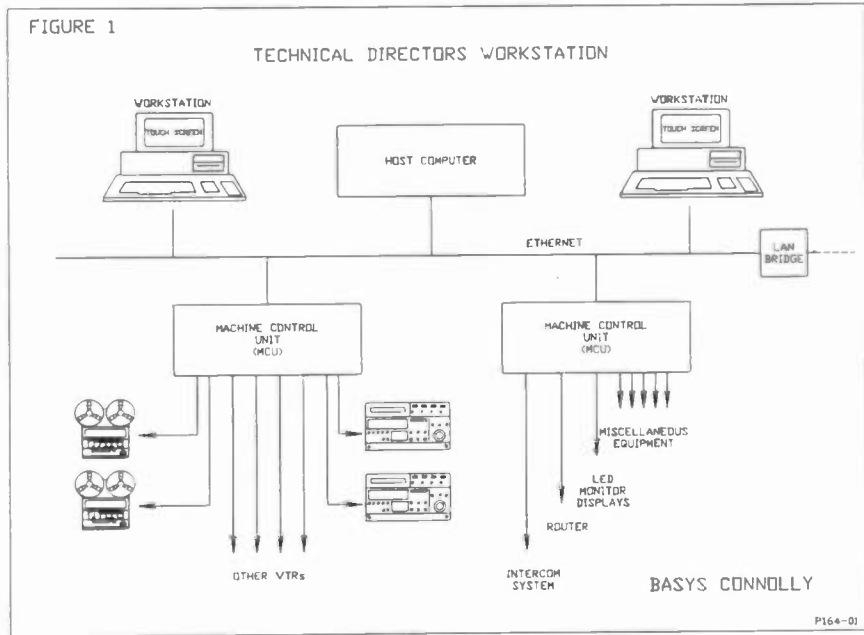 FIGURE 1
TECHNICAL DIRECTORS WORKSTATION
WORKSTATION
WORKSTATION
TOUCH SCREEN
TOUCH SCREEN
HOST COMPUTER
ETHERNET
LAN
BRIDGE
MACHINE CONTROL
UNIT
(MCU)
MACHINE CONTROL
UNIT
(MCU)
MISCELLANEOUS
EQUIPMENT
LED
MONITOR
DISPLAYS
ROUTER
OTHER VTRs
INTERCOM
SYSTEM
BASYS CONNOLLY
P164-01